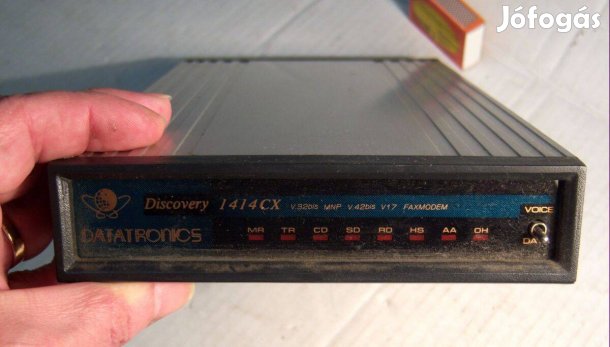 Jófogás
Discovery 1414CX V.32bis MNP V.42bis V17 FAXMODEM
VOICE
DATATRONICS
MR TR CD SD RD HS AA OH
DA